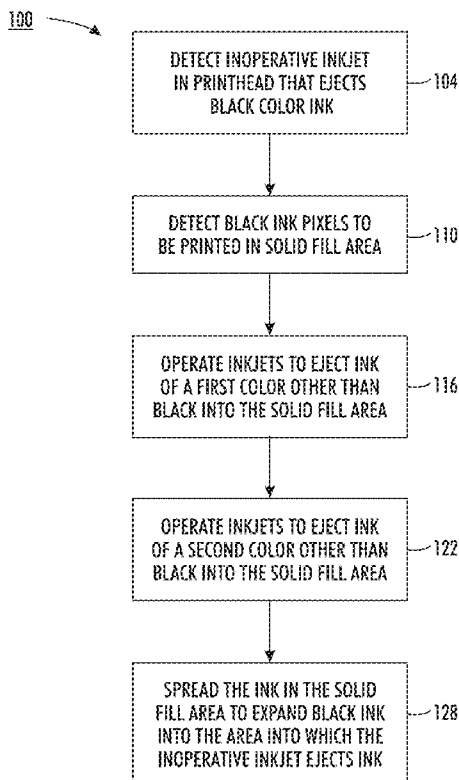 100
DETECT INOPERATIVE INKJET
IN PRINTHEAD THAT EJECTS
BLACK COLOR INK
104
DETECT BLACK INK PIXELS TO
BE PRINTED IN SOLID FILL AREA
110
OPERATE INKJETS TO EJECT INK
OF A FIRST COLOR OTHER THAN
BLACK INTO THE SOLID FILL AREA
116
OPERATE INKJETS TO EJECT INK
OF A SECOND COLOR OTHER THAN
BLACK INTO THE SOLID FILL AREA
122
SPREAD THE INK IN THE SOLID
FILL AREA TO EXPAND BLACK INK
INTO THE AREA INTO WHICH THE
INOPERATIVE INKJET EJECTS INK
128